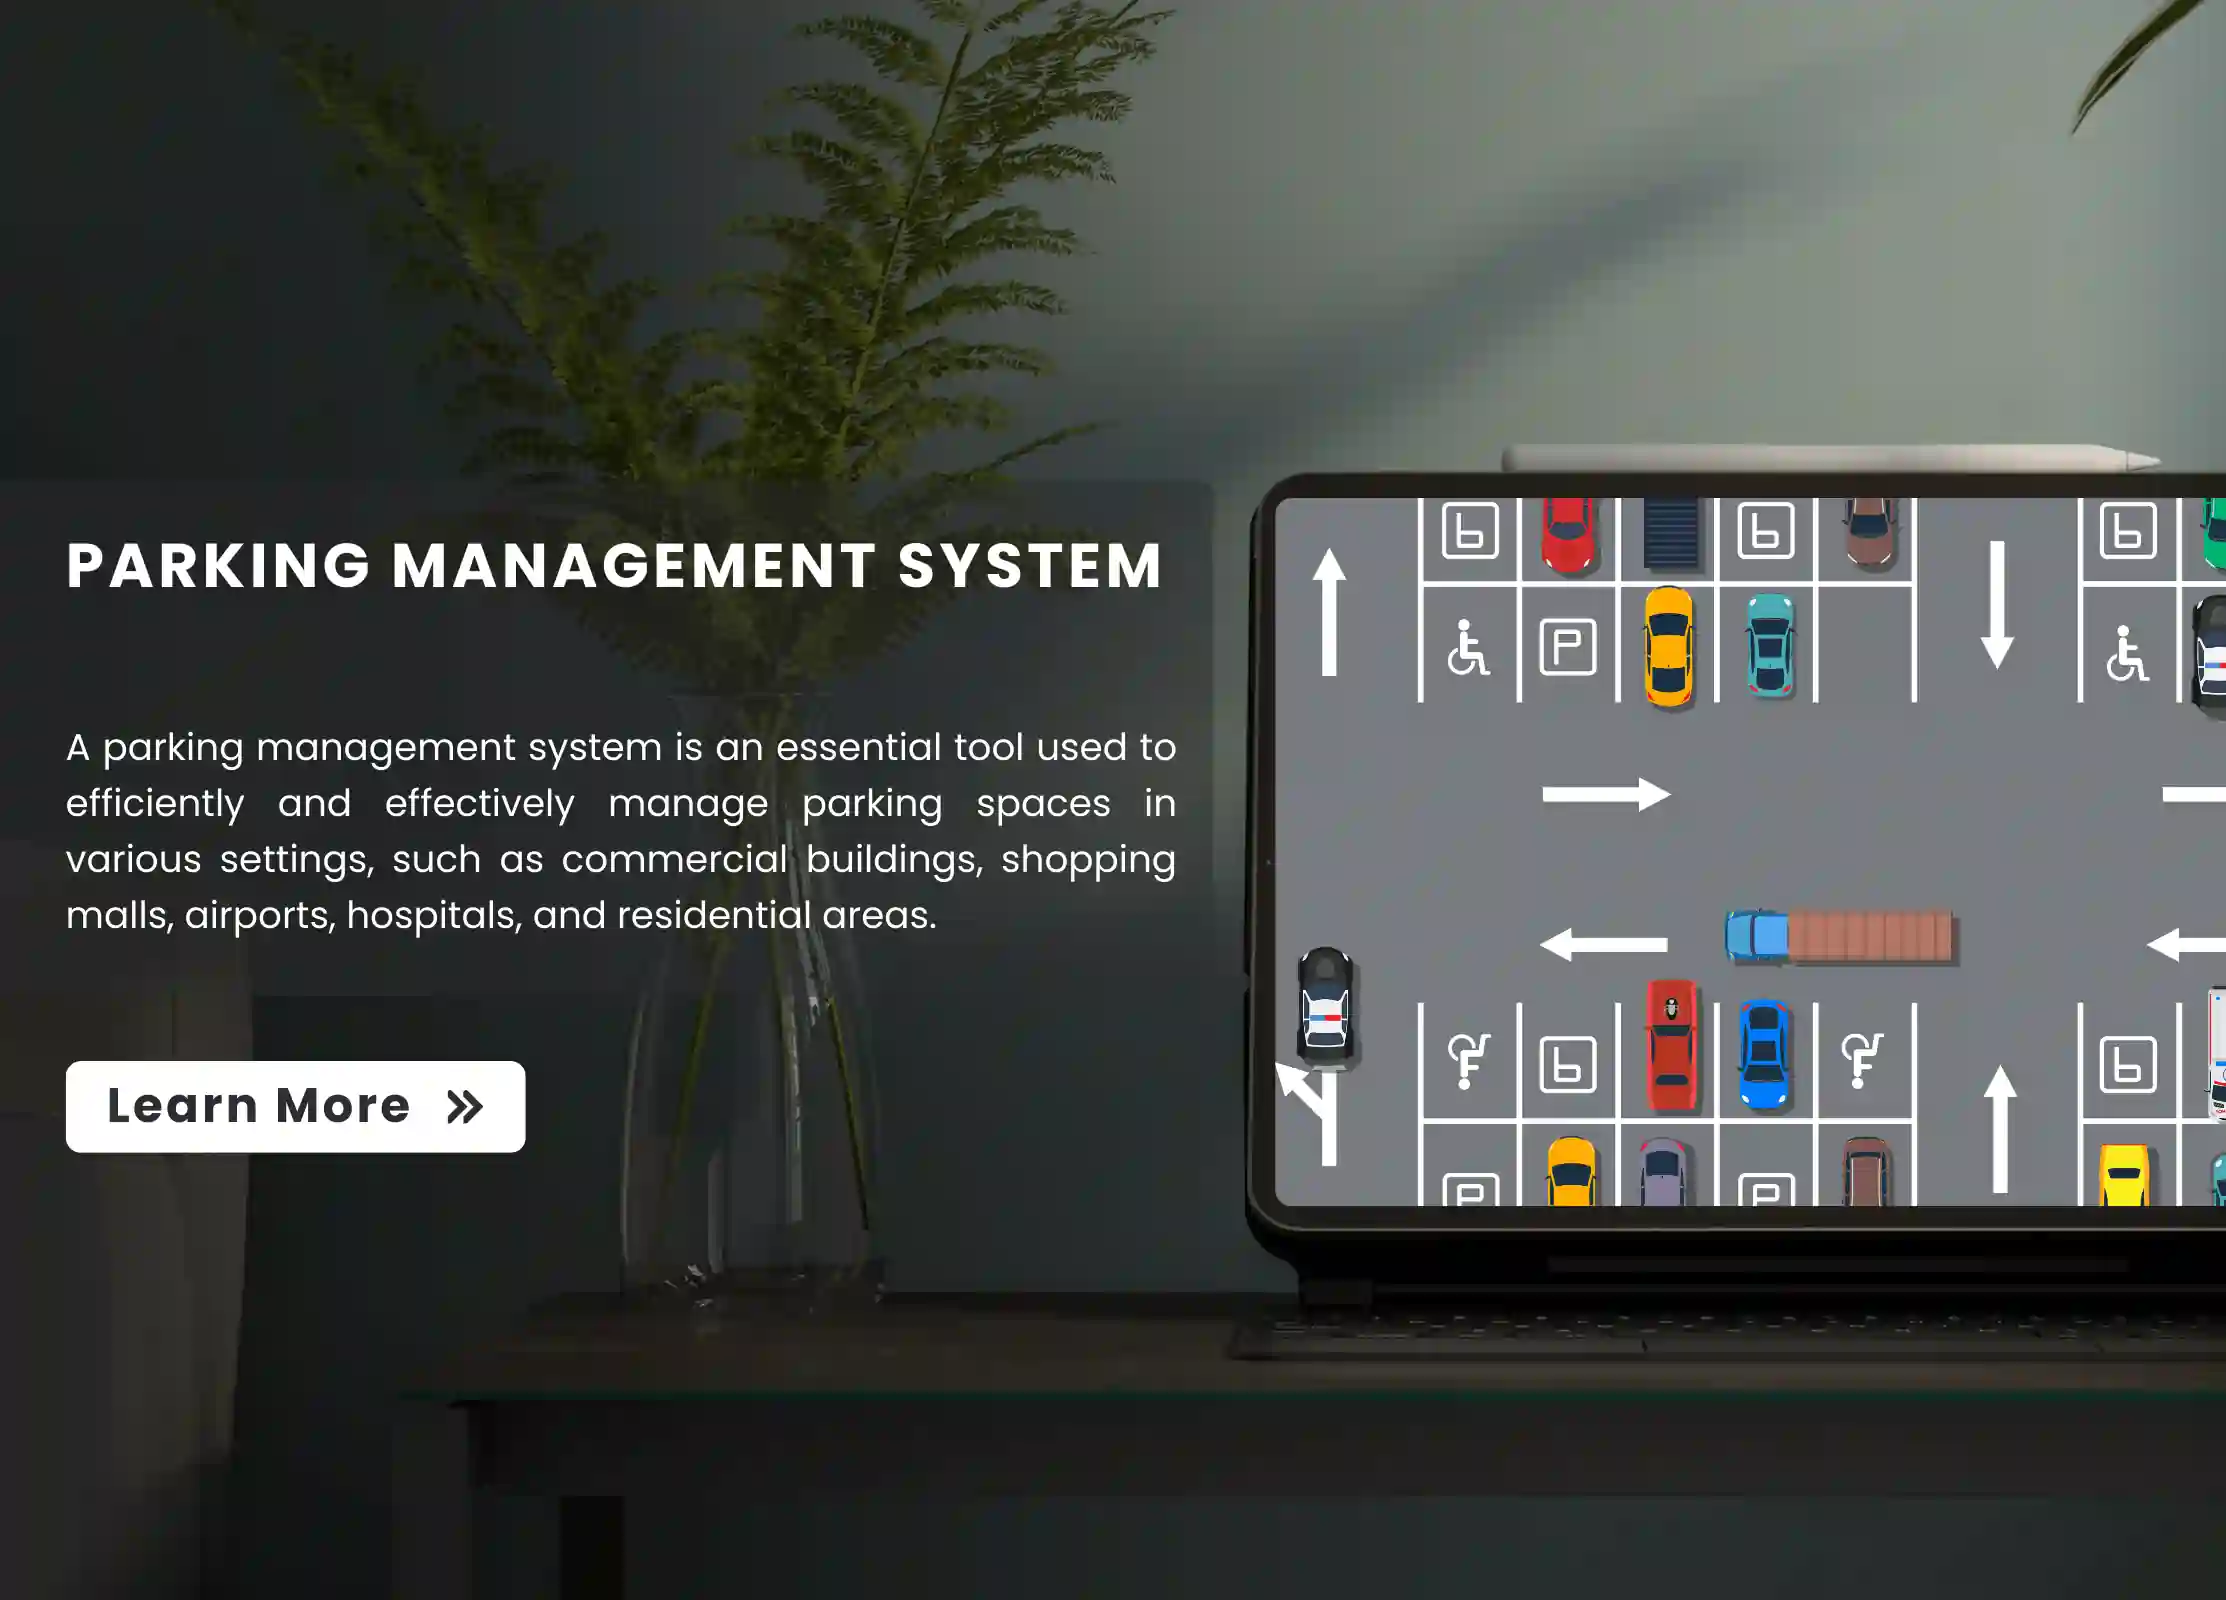 PARKING MANAGEMENT SYSTEM
A parking management system is an essential tool used to
efficiently and effectively manage parking spaces in
various settings, such as commercial buildings, shopping
malls, airports, hospitals, and residential areas.
Learn More
P
P
P
P
P
P
P
P